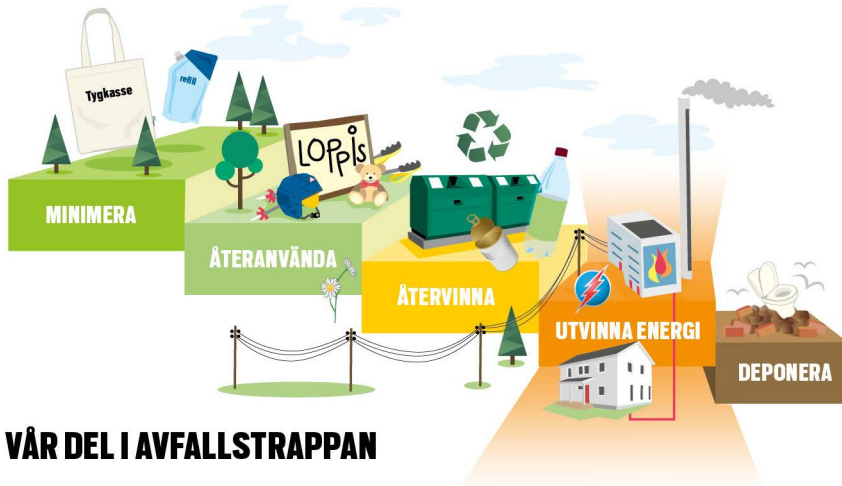 Tygkasse
refill
LOPPIS
MINIMERA
ÅTERANVÄNDA
ÅTERVINNA
UTVINNA ENERGI
DEPONERA
VÅR DEL I AVFALLSTRAPPAN